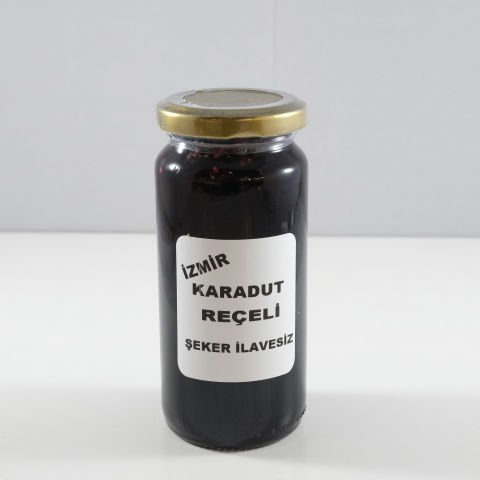 İZMİR
KARADUT
REÇELİ
ŞEKER İLAVESİZ